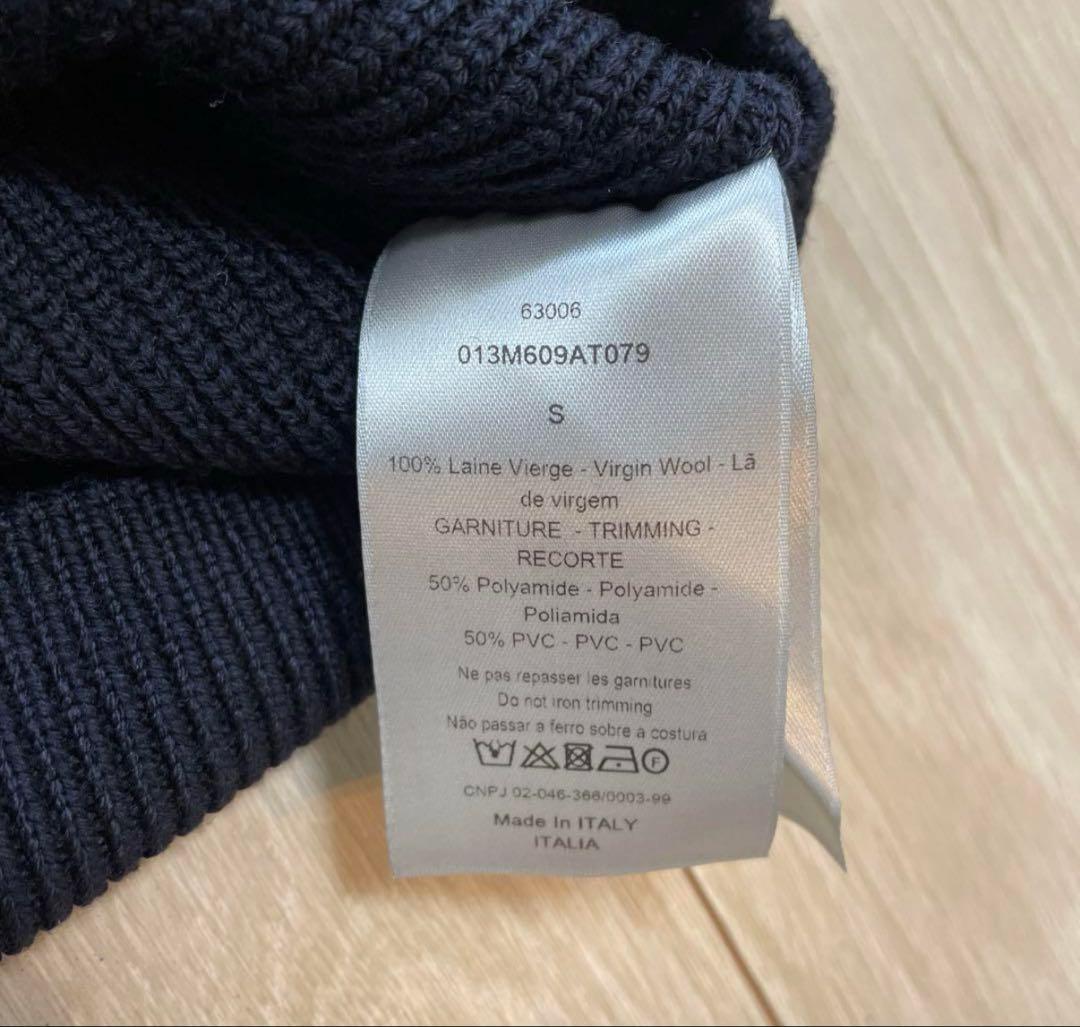 63006
013M609AT079
S
100% Laine Vierge - Virgin Wool - Lã
de virgem
GARNITURE - TRIMMING -
RECORTE
50% Polyamide - Polyamide -
Poliamida
50% PVC - PVC - PVC
Ne pas repasser les garnitures
Do not iron trimming
Não passar a ferro sobre a costura
F
CNPJ 02-046-366/0003-99
Made In ITALY
ITALIA